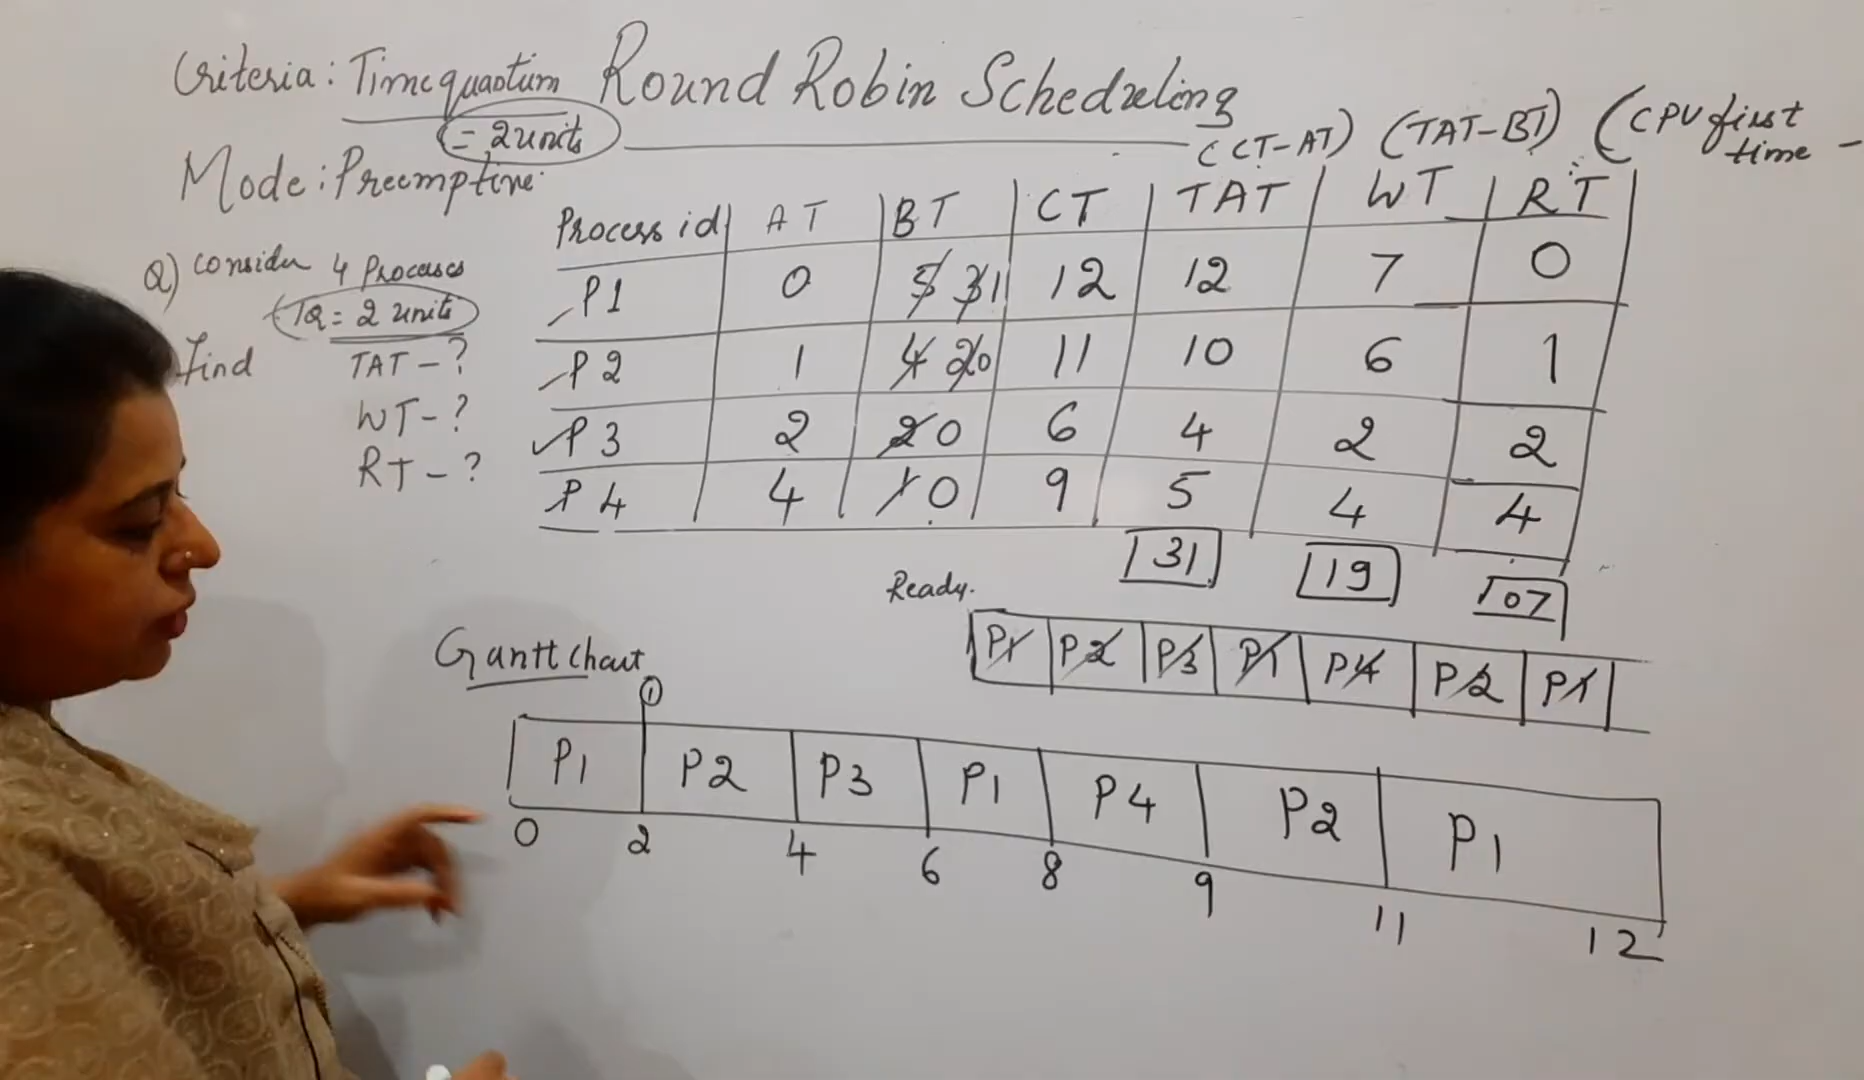 Criteria: Time quantum Round Robin Scheduling
= 2 units
(CT-AT) (TAT-BT) (CPU first time -
Mode: Preemptive
Process id AT BT CT TAT WT RT
P1 0 5 3 1 12 12 7 0
P2 1 4 2 0 11 10 6 1
P3 2 2 0 6 4 2 2
P4 4 1 0 9 5 4 4
31 19 07
Q) Consider 4 Processes
TQ = 2 units
Find TAT - ?
WT - ?
RT - ?
Ready.
P1 P2 P3 P1 P4 P2 P1
Gantt Chart
1
P1 P2 P3 P1 P4 P2 P1
0 2 4 6 8 9 11 12